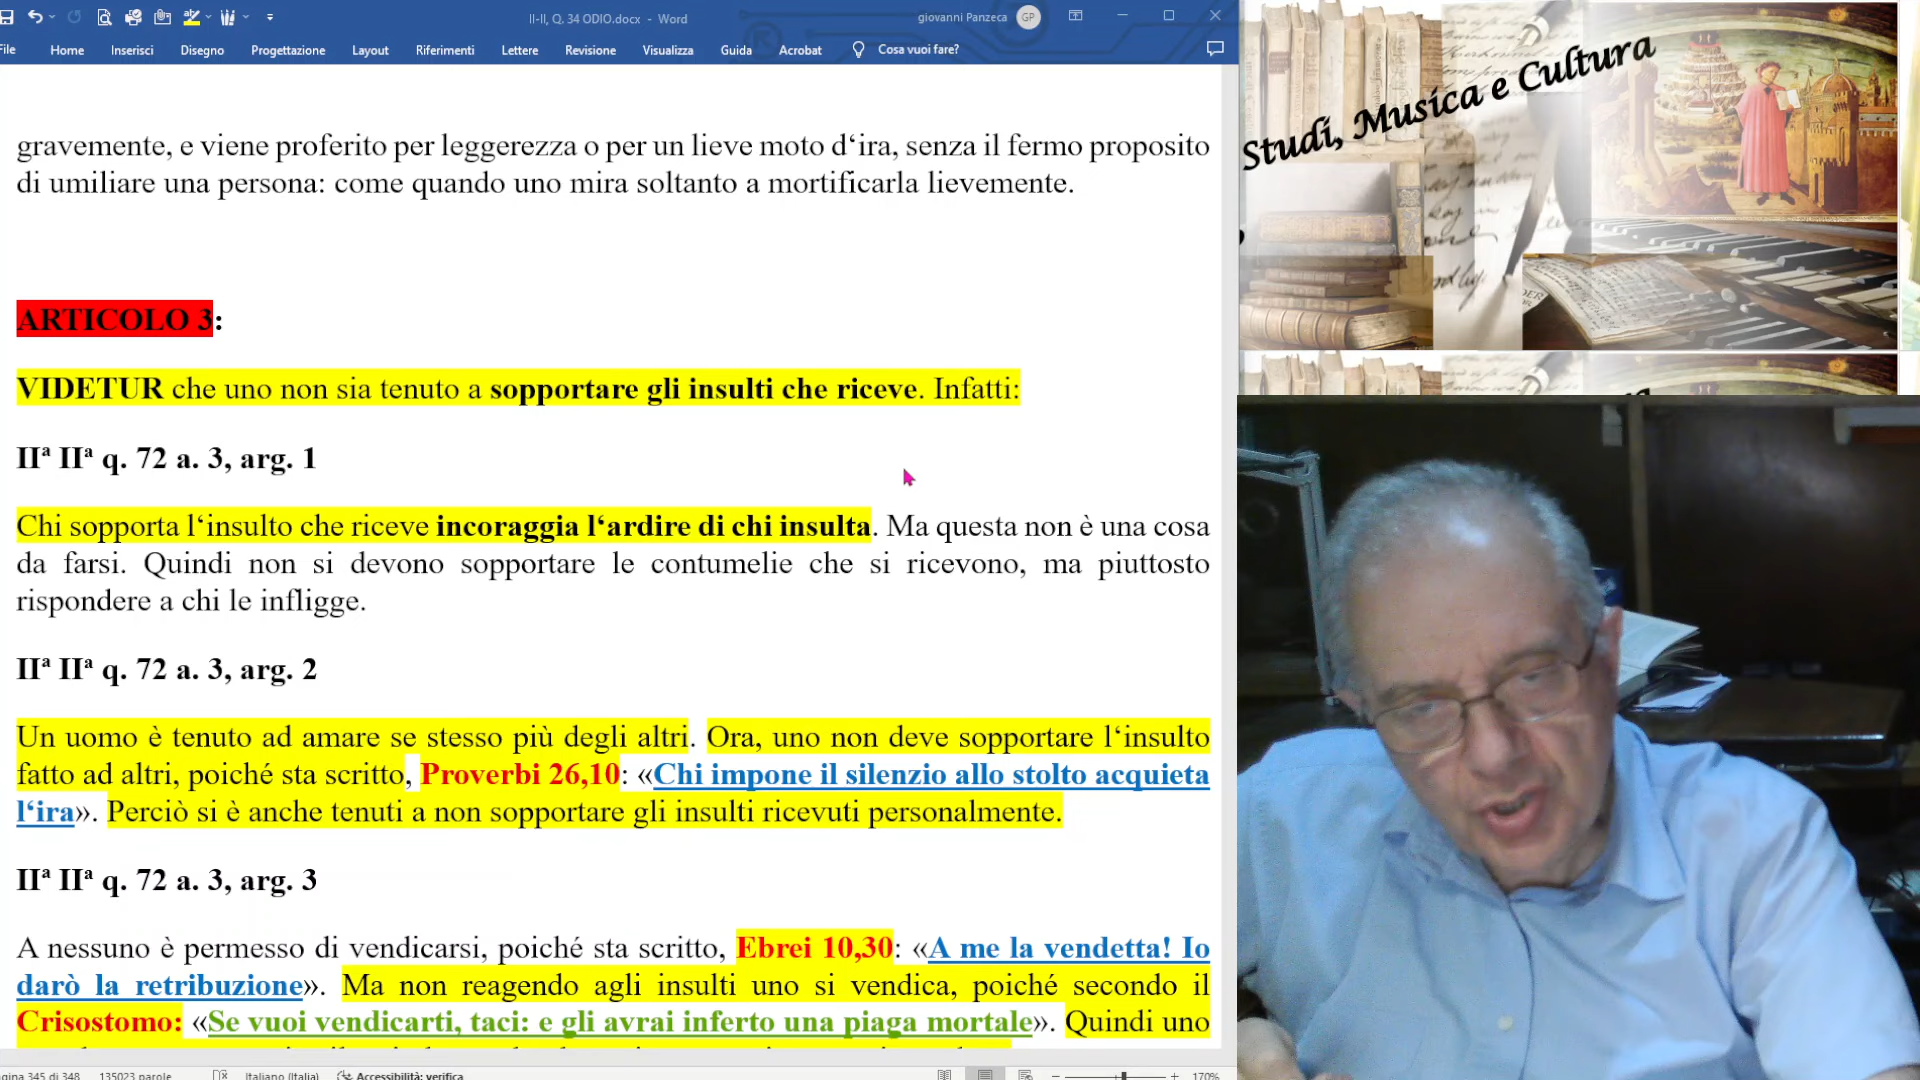 II-II, Q. 34 ODIO.docx - Word
giovanni Panzeca
GP
File Home Inserisci Disegno Progettazione Layout Riferimenti Lettere Revisione Visualizza Guida Acrobat Cosa vuoi fare?
gravemente, e viene proferito per leggerezza o per un lieve moto d‘ira, senza il fermo proposito
di umiliare una persona: come quando uno mira soltanto a mortificarla lievemente.
ARTICOLO 3:
VIDETUR che uno non sia tenuto a sopportare gli insulti che riceve. Infatti:
IIª IIª q. 72 a. 3, arg. 1
Chi sopporta l‘insulto che riceve incoraggia l‘ardire di chi insulta. Ma questa non è una cosa
da farsi. Quindi non si devono sopportare le contumelie che si ricevono, ma piuttosto
rispondere a chi le infligge.
IIª IIª q. 72 a. 3, arg. 2
Un uomo è tenuto ad amare se stesso più degli altri. Ora, uno non deve sopportare l‘insulto
fatto ad altri, poiché sta scritto, Proverbi 26,10: «Chi impone il silenzio allo stolto acquieta
l‘ira». Perciò si è anche tenuti a non sopportare gli insulti ricevuti personalmente.
IIª IIª q. 72 a. 3, arg. 3
A nessuno è permesso di vendicarsi, poiché sta scritto, Ebrei 10,30: «A me la vendetta! Io
darò la retribuzione». Ma non reagendo agli insulti uno si vendica, poiché secondo il
Crisostomo: «Se vuoi vendicarti, taci: e gli avrai inferto una piaga mortale». Quindi uno
345 di 348 135023 parole Italiano (Italia) Accessibilità: verifica 170%
Studi, Musica e Cultura